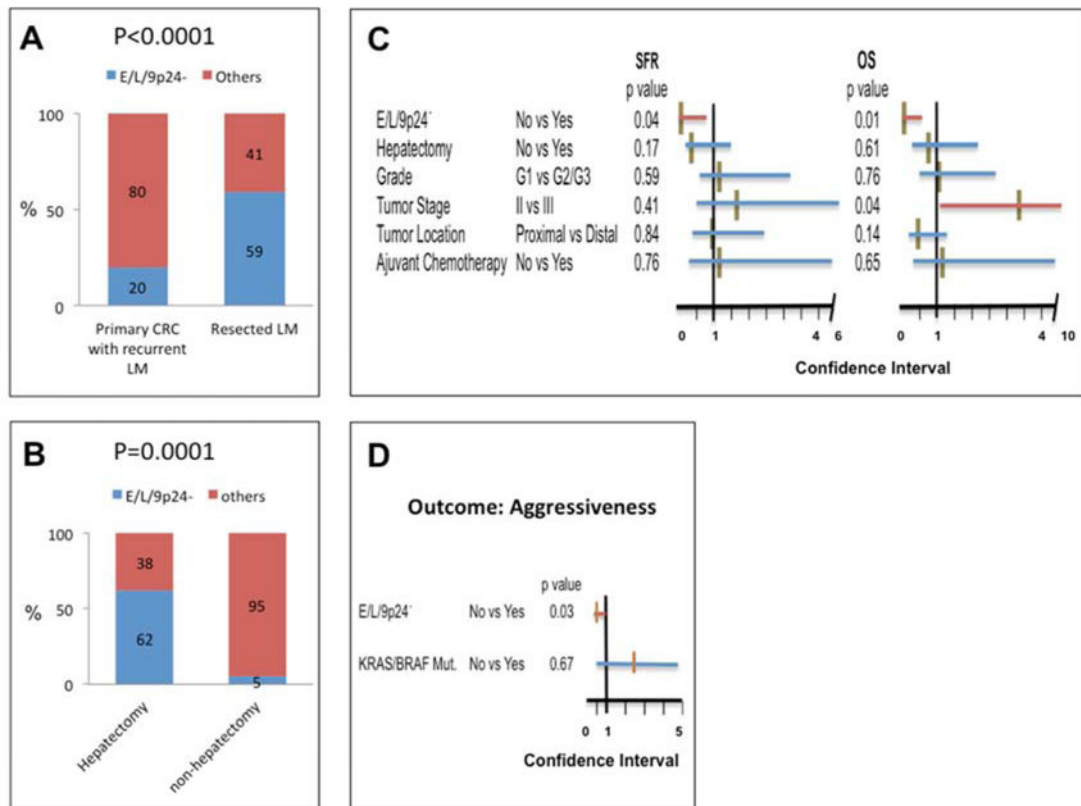 A
P<0.0001
E/L/9p24- Others
100
50
0
%
80
20
41
59
Primary CRC
with recurrent
LM
Resected LM
B
P=0.0001
E/L/9p24- others
100
50
0
%
38
62
95
5
Hepatectomy
non-hepatectomy
C
SFR OS
p value p value
E/L/9p24- No vs Yes 0.04 0.01
Hepatectomy No vs Yes 0.17 0.61
Grade G1 vs G2/G3 0.59 0.76
Tumor Stage II vs III 0.41 0.04
Tumor Location Proximal vs Distal 0.84 0.14
Ajuvant Chemotherapy No vs Yes 0.76 0.65
0 1 4 6 0 1 4 10
Confidence Interval
D
Outcome: Aggressiveness
p value
E/L/9p24- No vs Yes 0.03
KRAS/BRAF Mut. No vs Yes 0.67
0 1 5
Confidence Interval